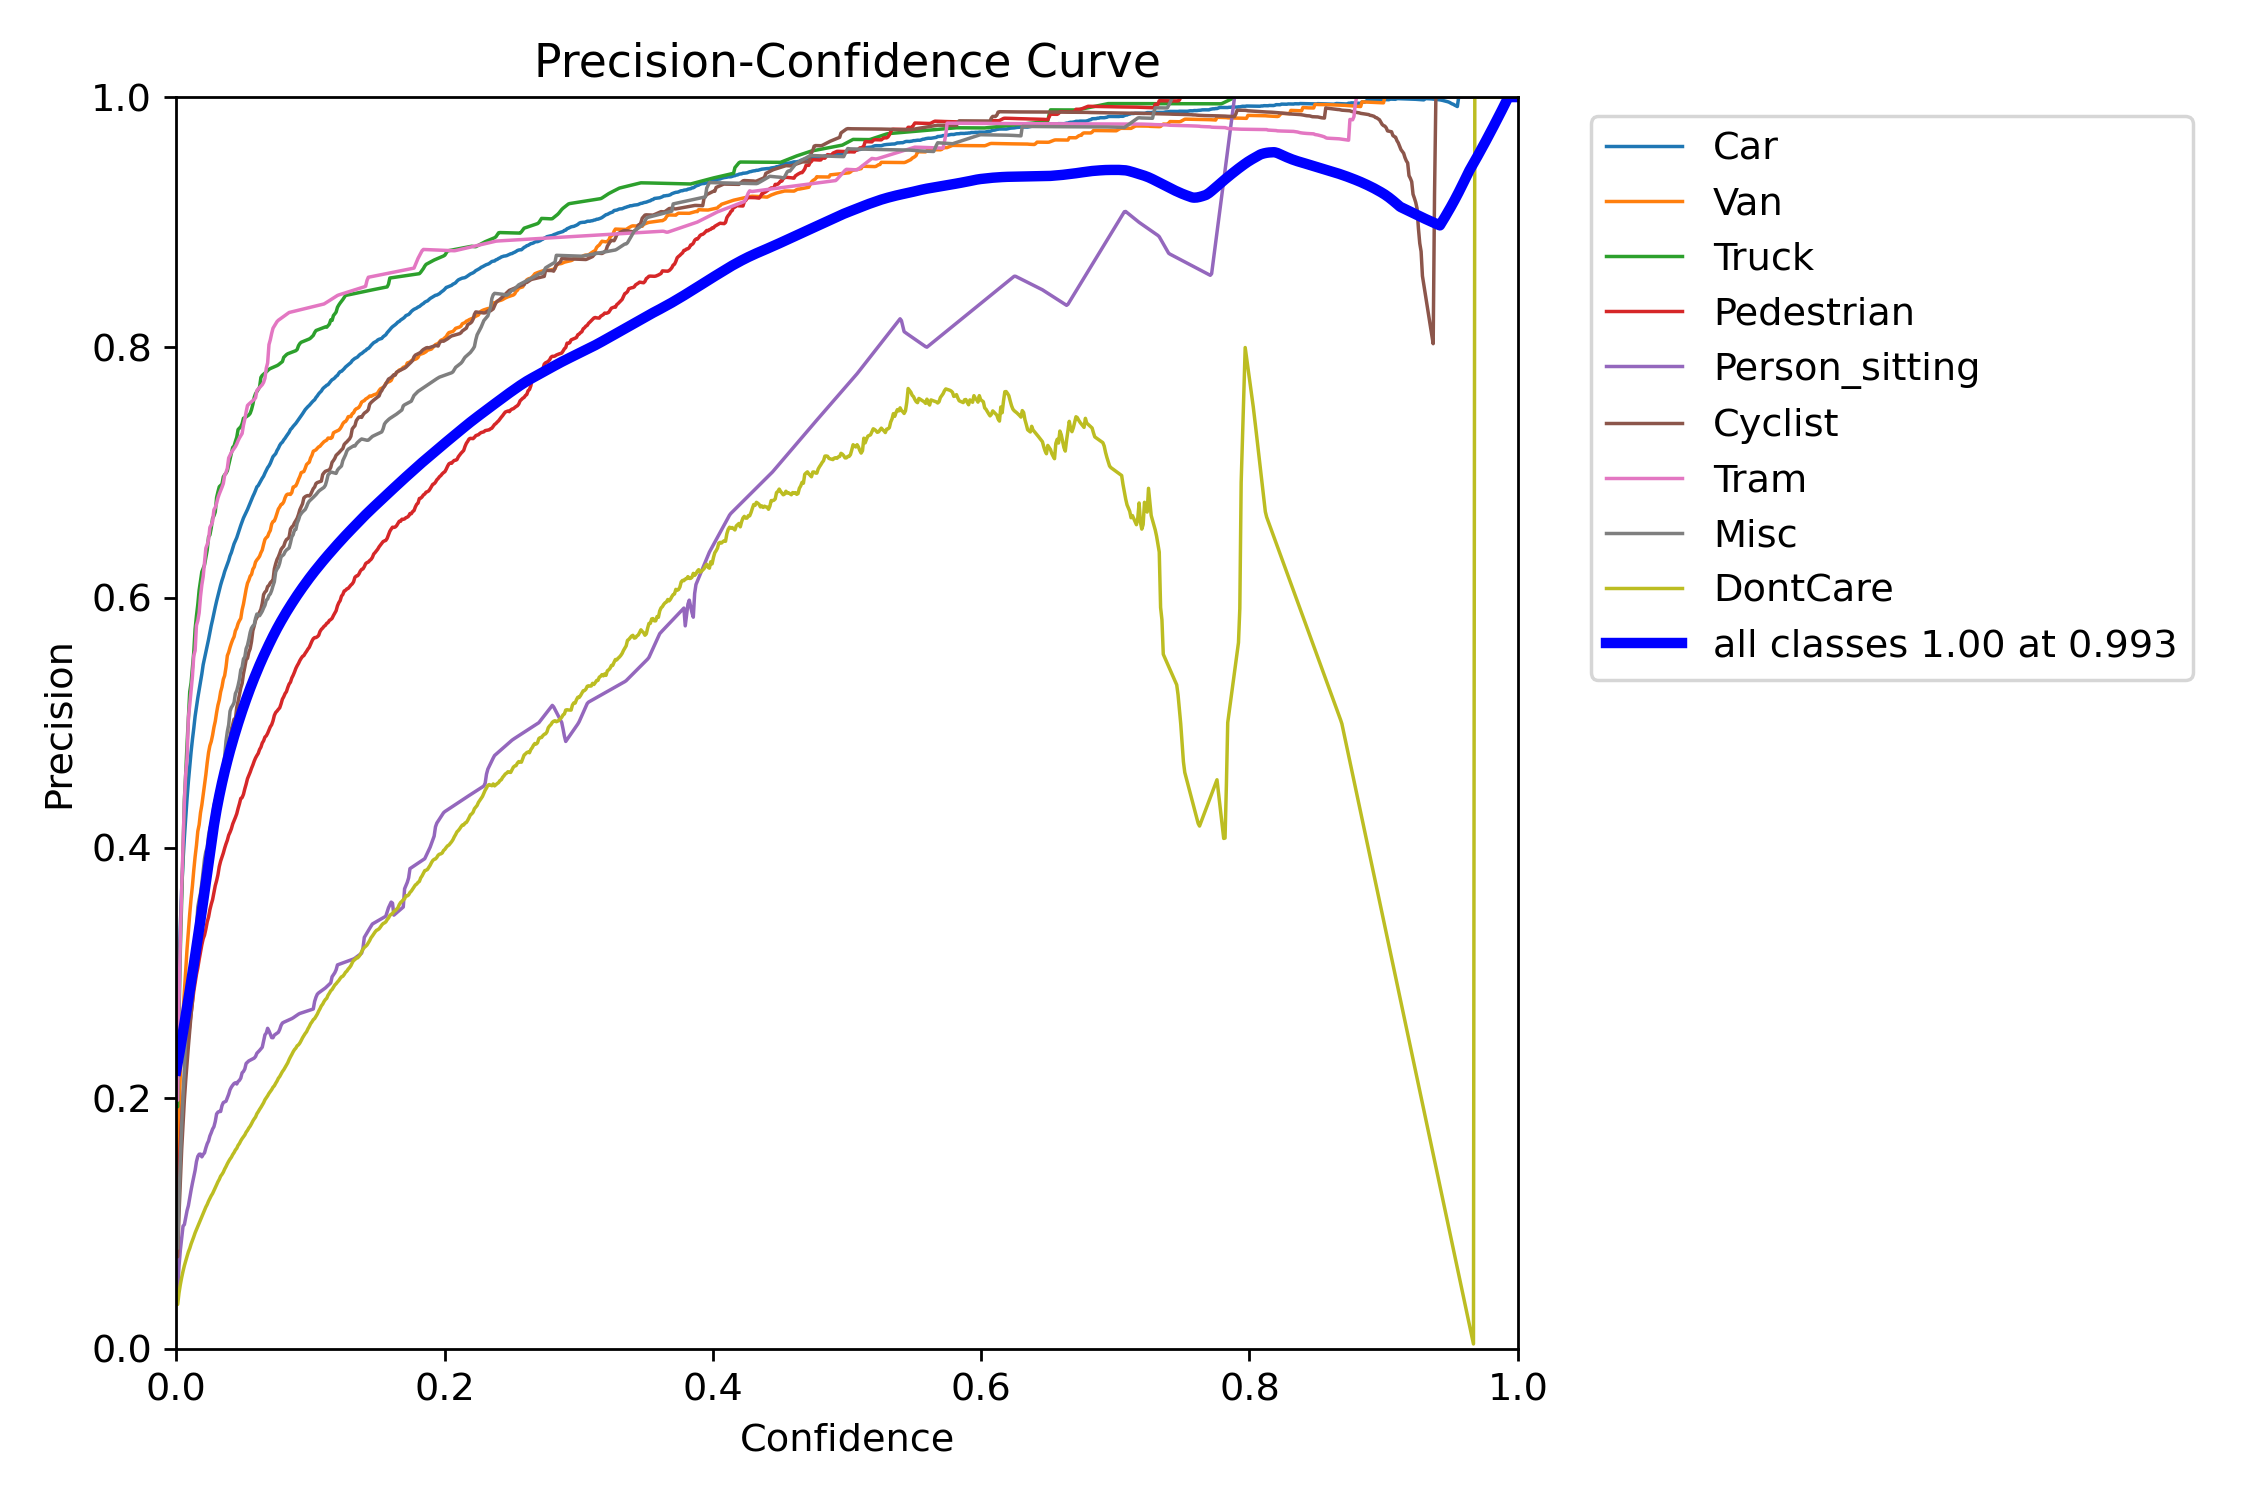 Precision-Confidence Curve
1.0
0.8
0.6
0.4
0.2
0.0
Precision
0.0 0.2 0.4 0.6 0.8 1.0
Confidence
Car
Van
Truck
Pedestrian
Person_sitting
Cyclist
Tram
Misc
DontCare
all classes 1.00 at 0.993